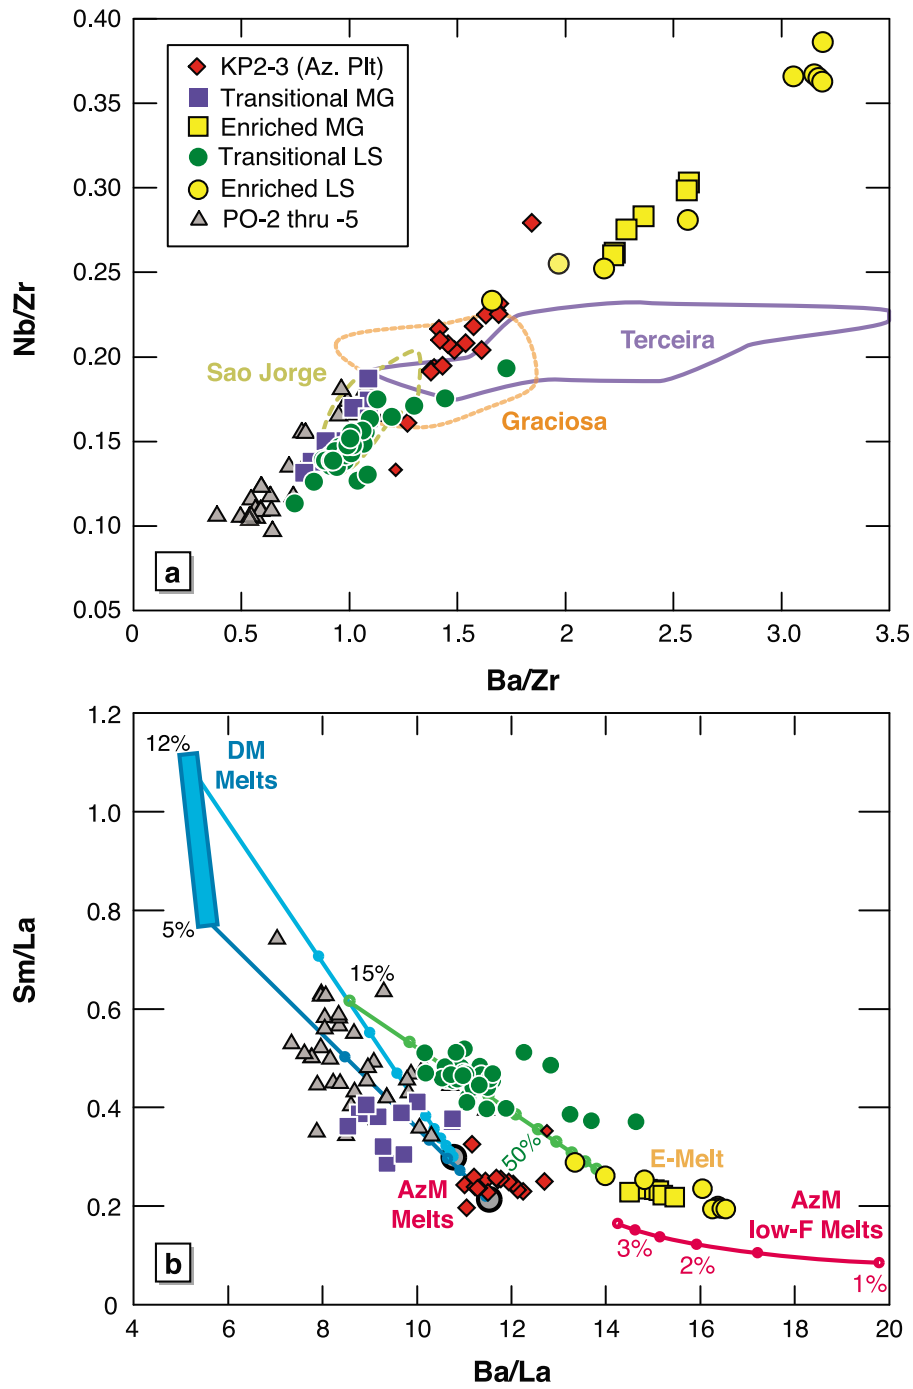 0.40
0.35
0.30
0.25
0.20
0.15
0.10
0.05
Nb/Zr
KP2-3 (Az. Plt)
Transitional MG
Enriched MG
Transitional LS
Enriched LS
PO-2 thru -5
Terceira
Sao Jorge
Graciosa
a
0 0.5 1.0 1.5 2 2.5 3.0 3.5
Ba/Zr
1.2
1.0
0.8
0.6
0.4
0.2
0
Sm/La
12%
DM
Melts
5%
15%
50%
E-Melt
AzM
Melts
AzM
low-F Melts
3%
2%
1%
b
4 6 8 10 12 14 16 18 20
Ba/La